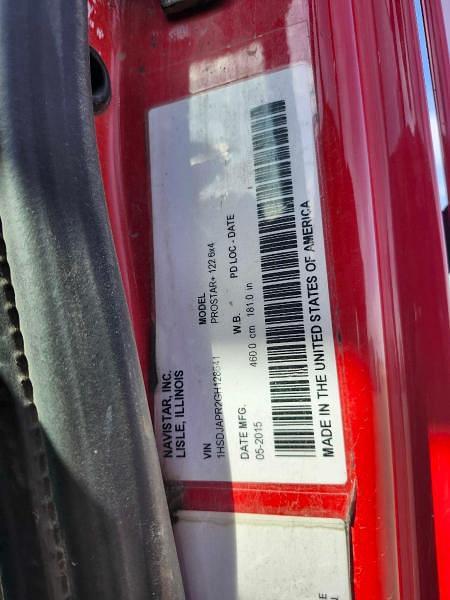 NAVISTAR, INC.
LISLE, ILLINOIS
VIN MODEL
1HSDJAPR2GH128641 PROSTAR+ 122 6x4
DATE MFG. W.B. PD LOC - DATE
05-2015 460.0 cm 181.0 in
MADE IN THE UNITED STATES OF AMERICA